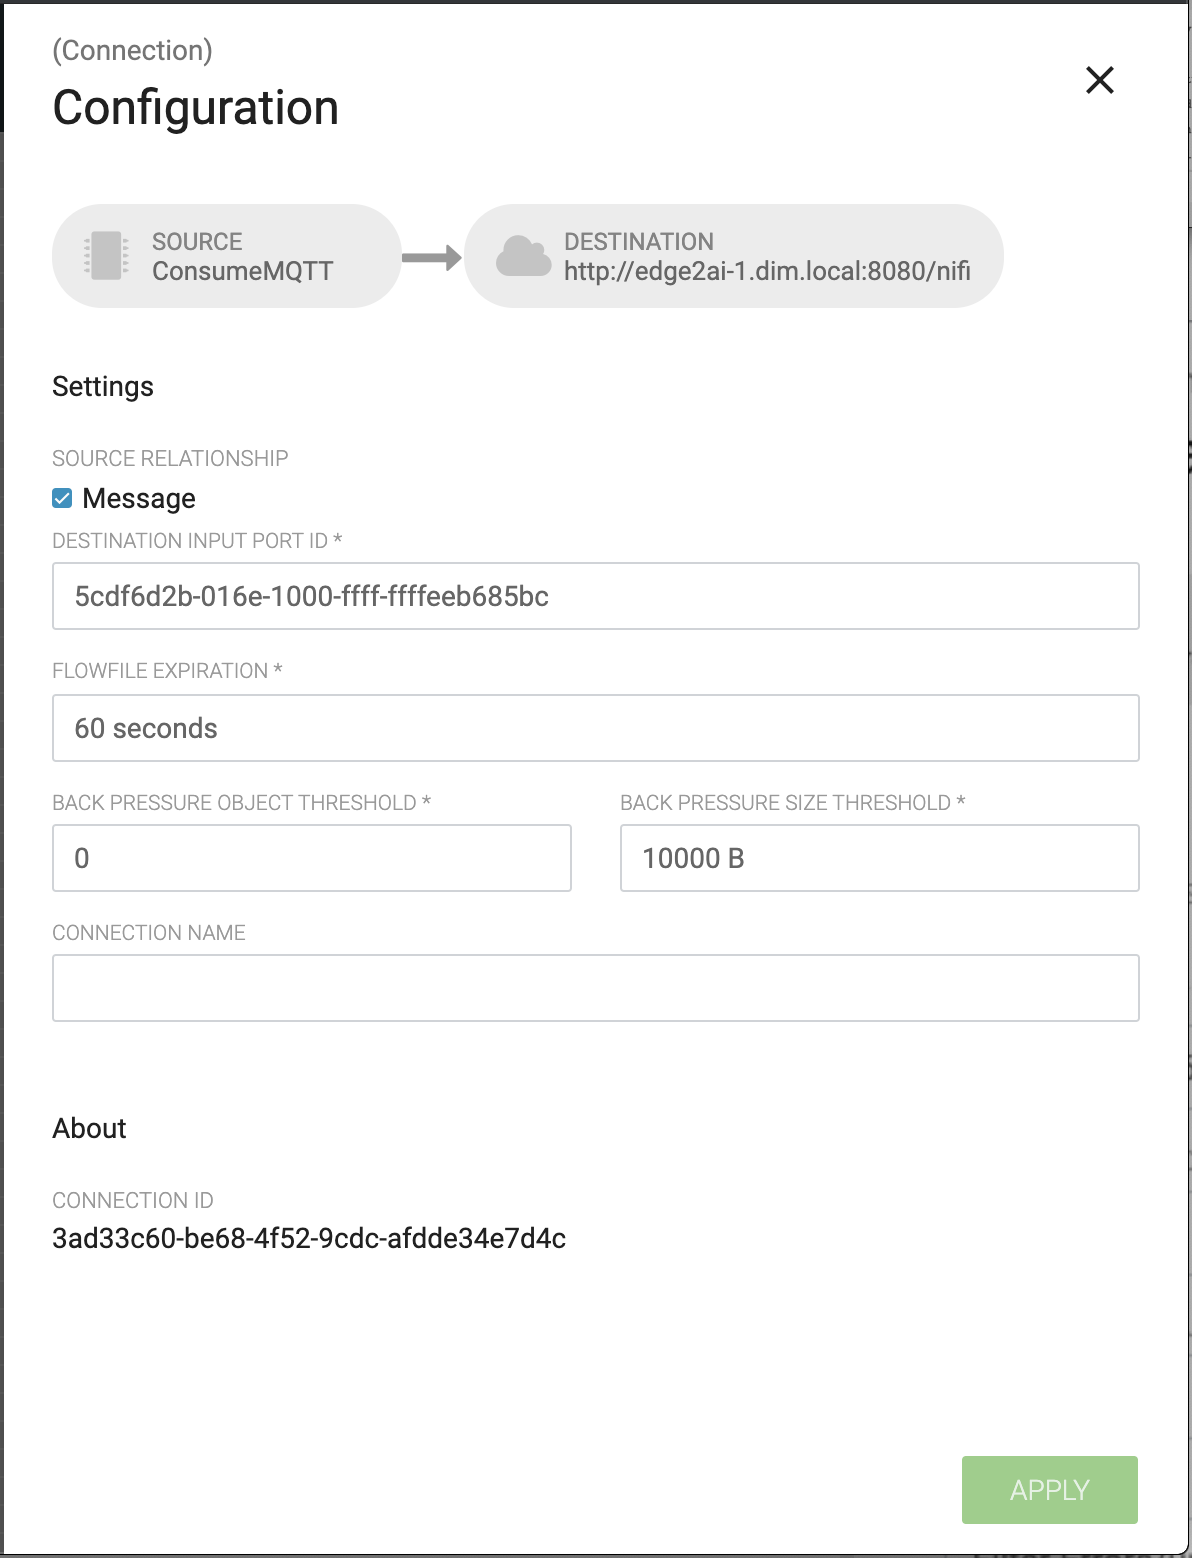 (Connection)
Configuration
SOURCE
ConsumeMQTT
DESTINATION
http://edge2ai-1.dim.local:8080/nifi
Settings
SOURCE RELATIONSHIP
Message
DESTINATION INPUT PORT ID *
5cdf6d2b-016e-1000-ffff-ffffeeb685bc
FLOWFILE EXPIRATION *
60 seconds
BACK PRESSURE OBJECT THRESHOLD *
BACK PRESSURE SIZE THRESHOLD *
0
10000 B
CONNECTION NAME
About
CONNECTION ID
3ad33c60-be68-4f52-9cdc-afdde34e7d4c
APPLY